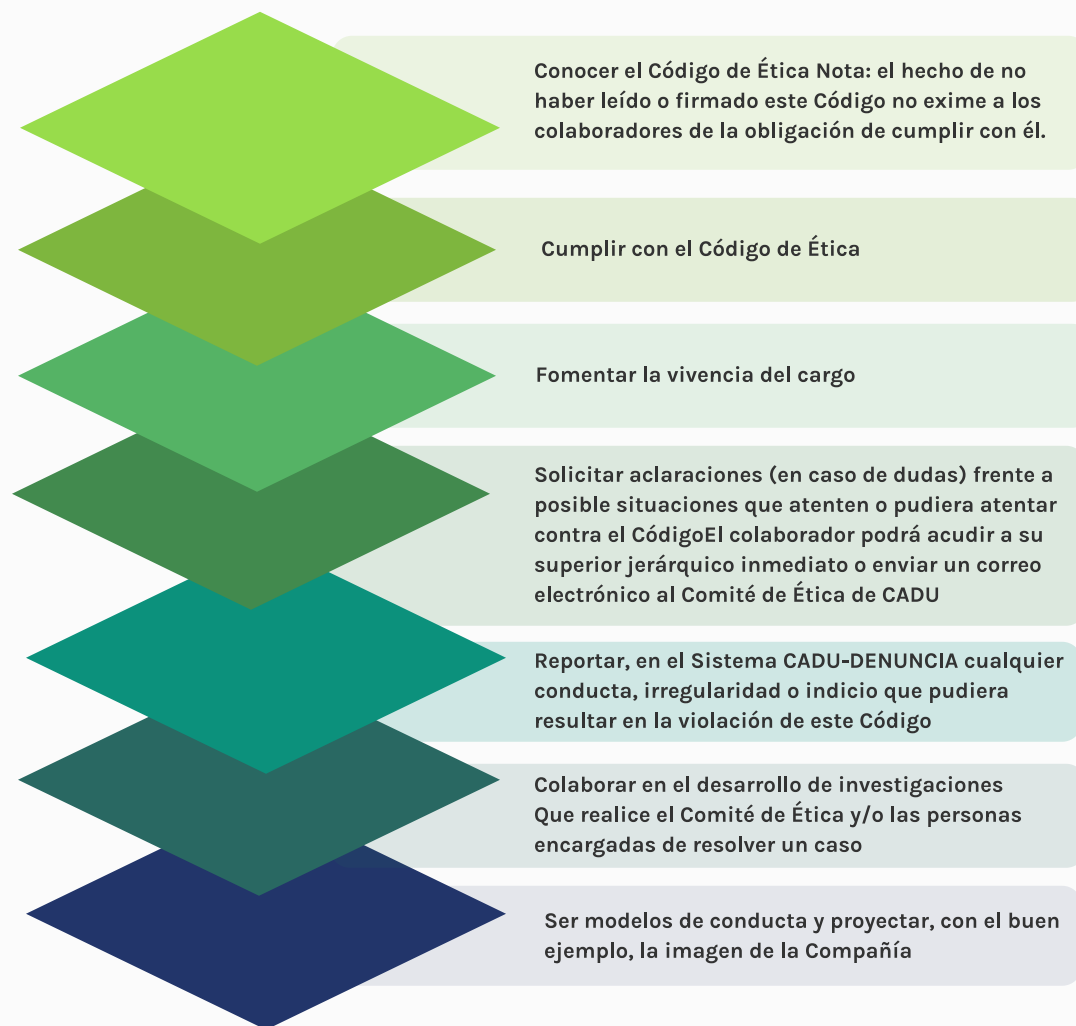 Conocer el Código de Ética Nota: el hecho de no
haber leído o firmado este Código no exime a los
colaboradores de la obligación de cumplir con él.
Cumplir con el Código de Ética
Fomentar la vivencia del cargo
Solicitar aclaraciones (en caso de dudas) frente a
posible situaciones que atenten o pudiera atentar
contra el CódigoEl colaborador podrá acudir a su
superior jerárquico inmediato o enviar un correo
electrónico al Comité de Ética de CADU
Reportar, en el Sistema CADU-DENUNCIA cualquier
conducta, irregularidad o indicio que pudiera
resultar en la violación de este Código
Colaborar en el desarrollo de investigaciones
Que realice el Comité de Ética y/o las personas
encargadas de resolver un caso
Ser modelos de conducta y proyectar, con el buen
ejemplo, la imagen de la Compañía